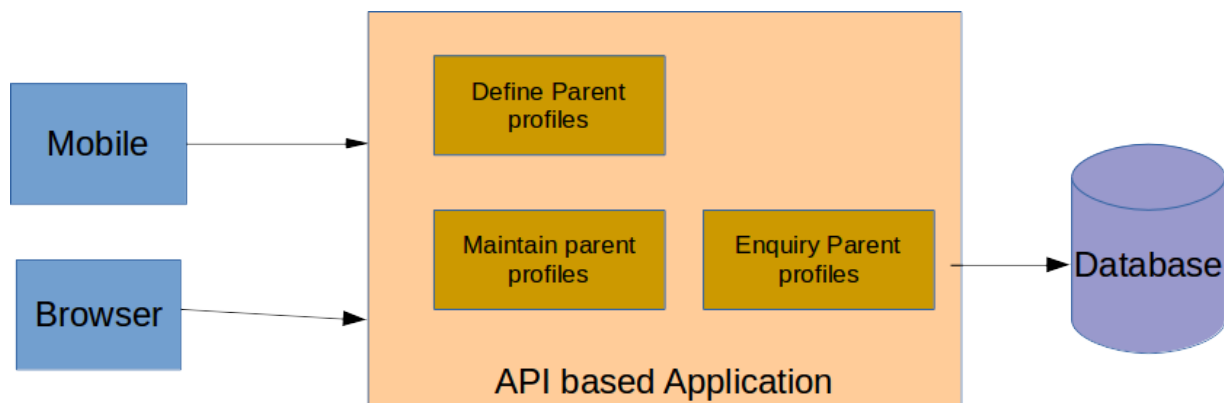 Mobile
Browser
Define Parent
profiles
Maintain parent
profiles
Enquiry Parent
profiles
API based Application
Database